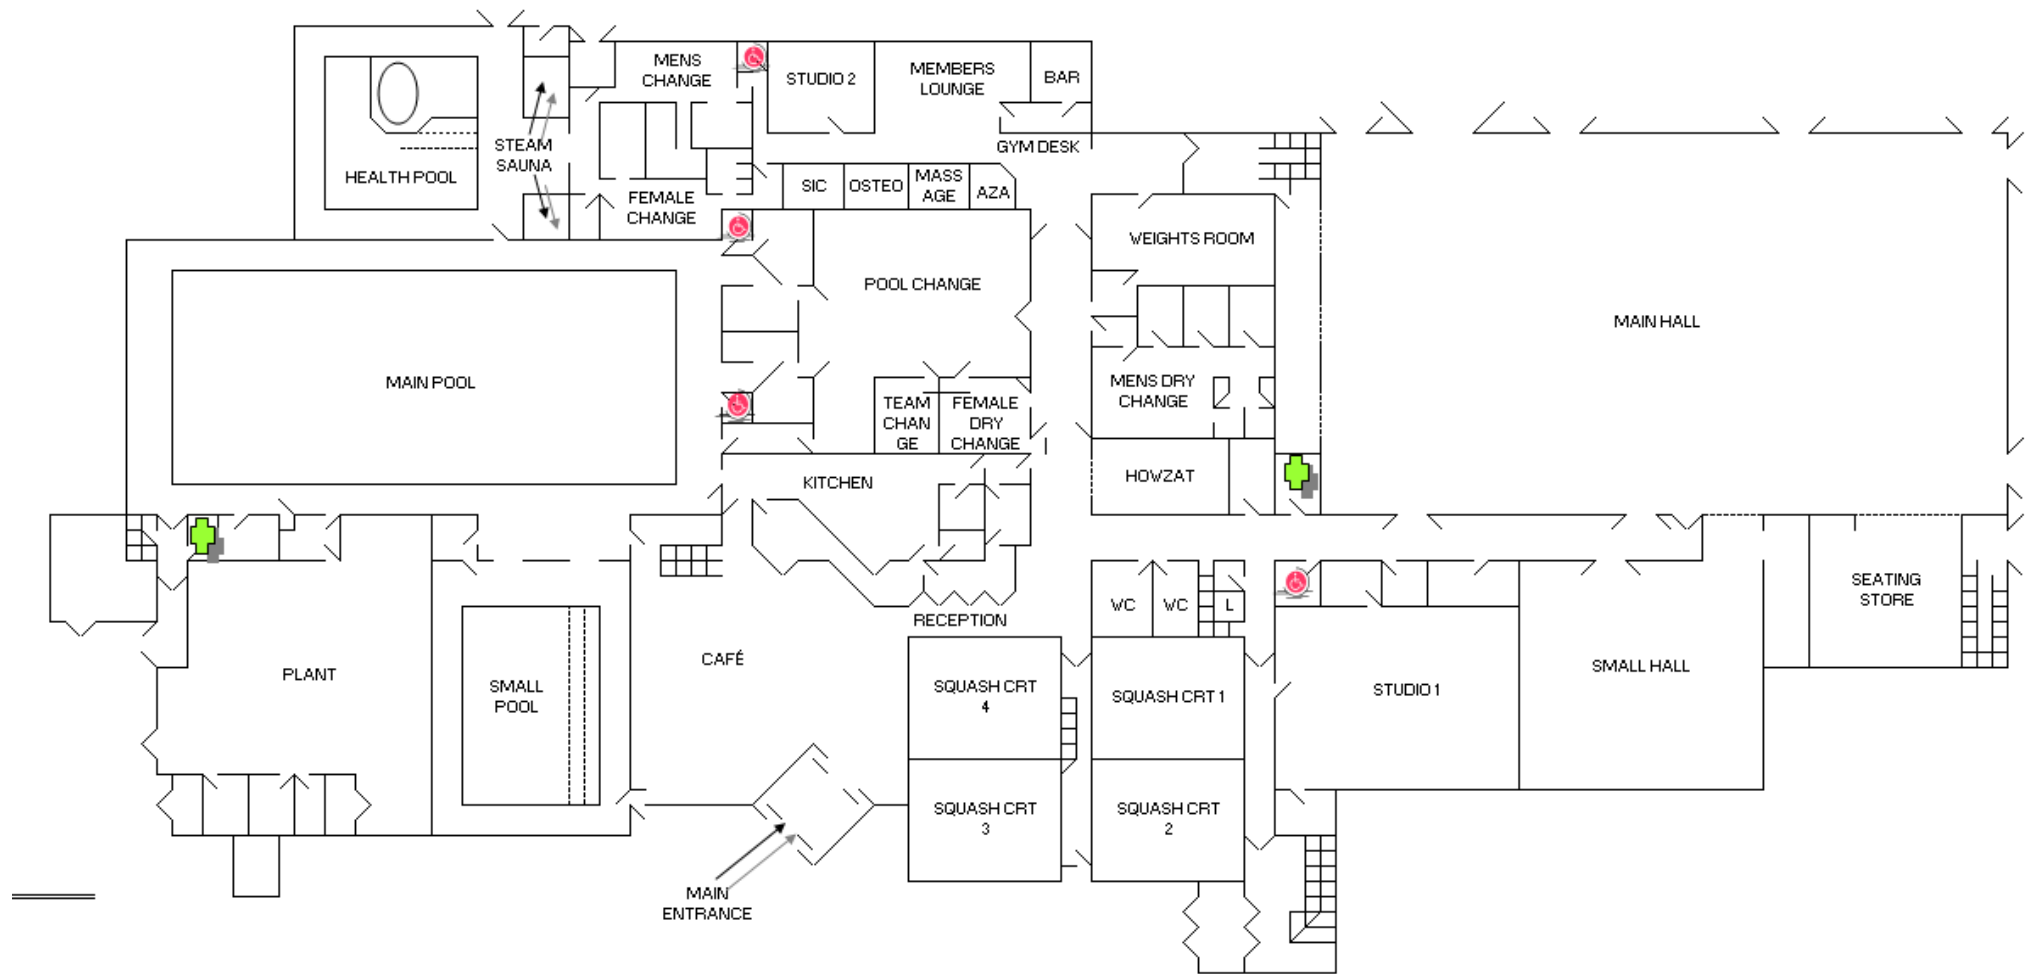 MENS
CHANGE
STUDIO 2
MEMBERS
LOUNGE
BAR
STEAM
SAUNA
HEALTH POOL
GYM DESK
FEMALE
CHANGE
SIC
OSTEO
MASS
AGE
AZA
WEIGHTS ROOM
POOL CHANGE
MAIN HALL
MAIN POOL
MENS DRY
CHANGE
TEAM
CHAN
GE
FEMALE
DRY
CHANGE
KITCHEN
HOWZAT
WC
WC
L
SEATING
STORE
RECEPTION
CAFÉ
PLANT
SMALL
POOL
SQUASH CRT
4
SQUASH CRT 1
STUDIO 1
SMALL HALL
SQUASH CRT
3
SQUASH CRT
2
MAIN
ENTRANCE